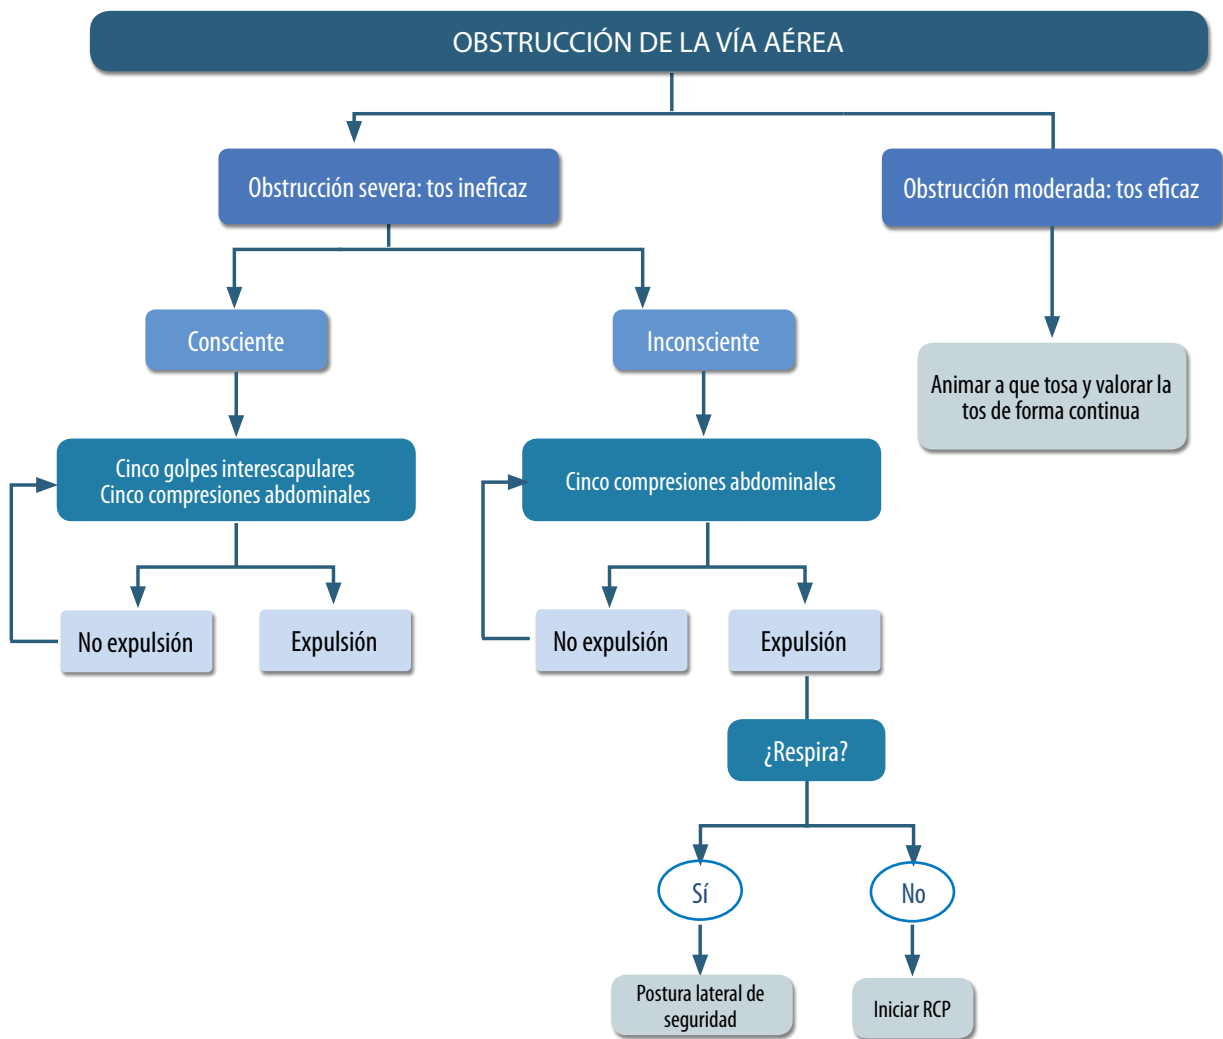 OBSTRUCCIÓN DE LA VÍA AÉREA
Obstrucción severa: tos ineficaz
Obstrucción moderada: tos eficaz
Consciente
Inconsciente
Animar a que tosa y valorar la
tos de forma continua
Cinco golpes interescapulares
Cinco compresiones abdominales
Cinco compresiones abdominales
No expulsión
Expulsión
No expulsión
Expulsión
¿Respira?
Sí
No
Postura lateral de
seguridad
Iniciar RCP